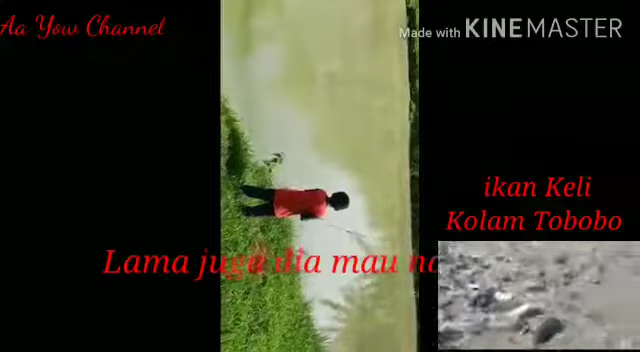 Aa Yow Channel
Made with KINEMASTER
ikan Keli
Kolam Tobobo
Lama juga dia mau